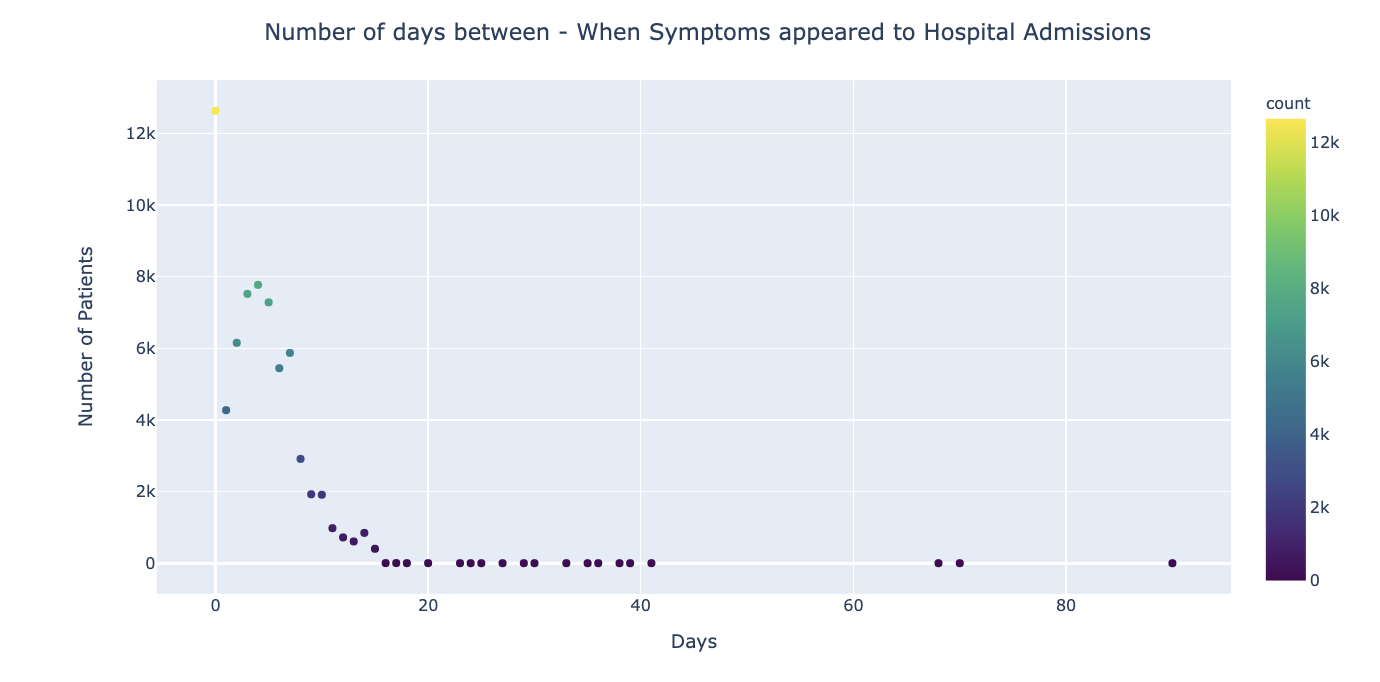 Number of days between - When Symptoms appeared to Hospital Admissions
count
12k
10k
8k
6k
4k
2k
0
Number of Patients
0 20 40 60 80
Days
12k
10k
8k
6k
4k
2k
0